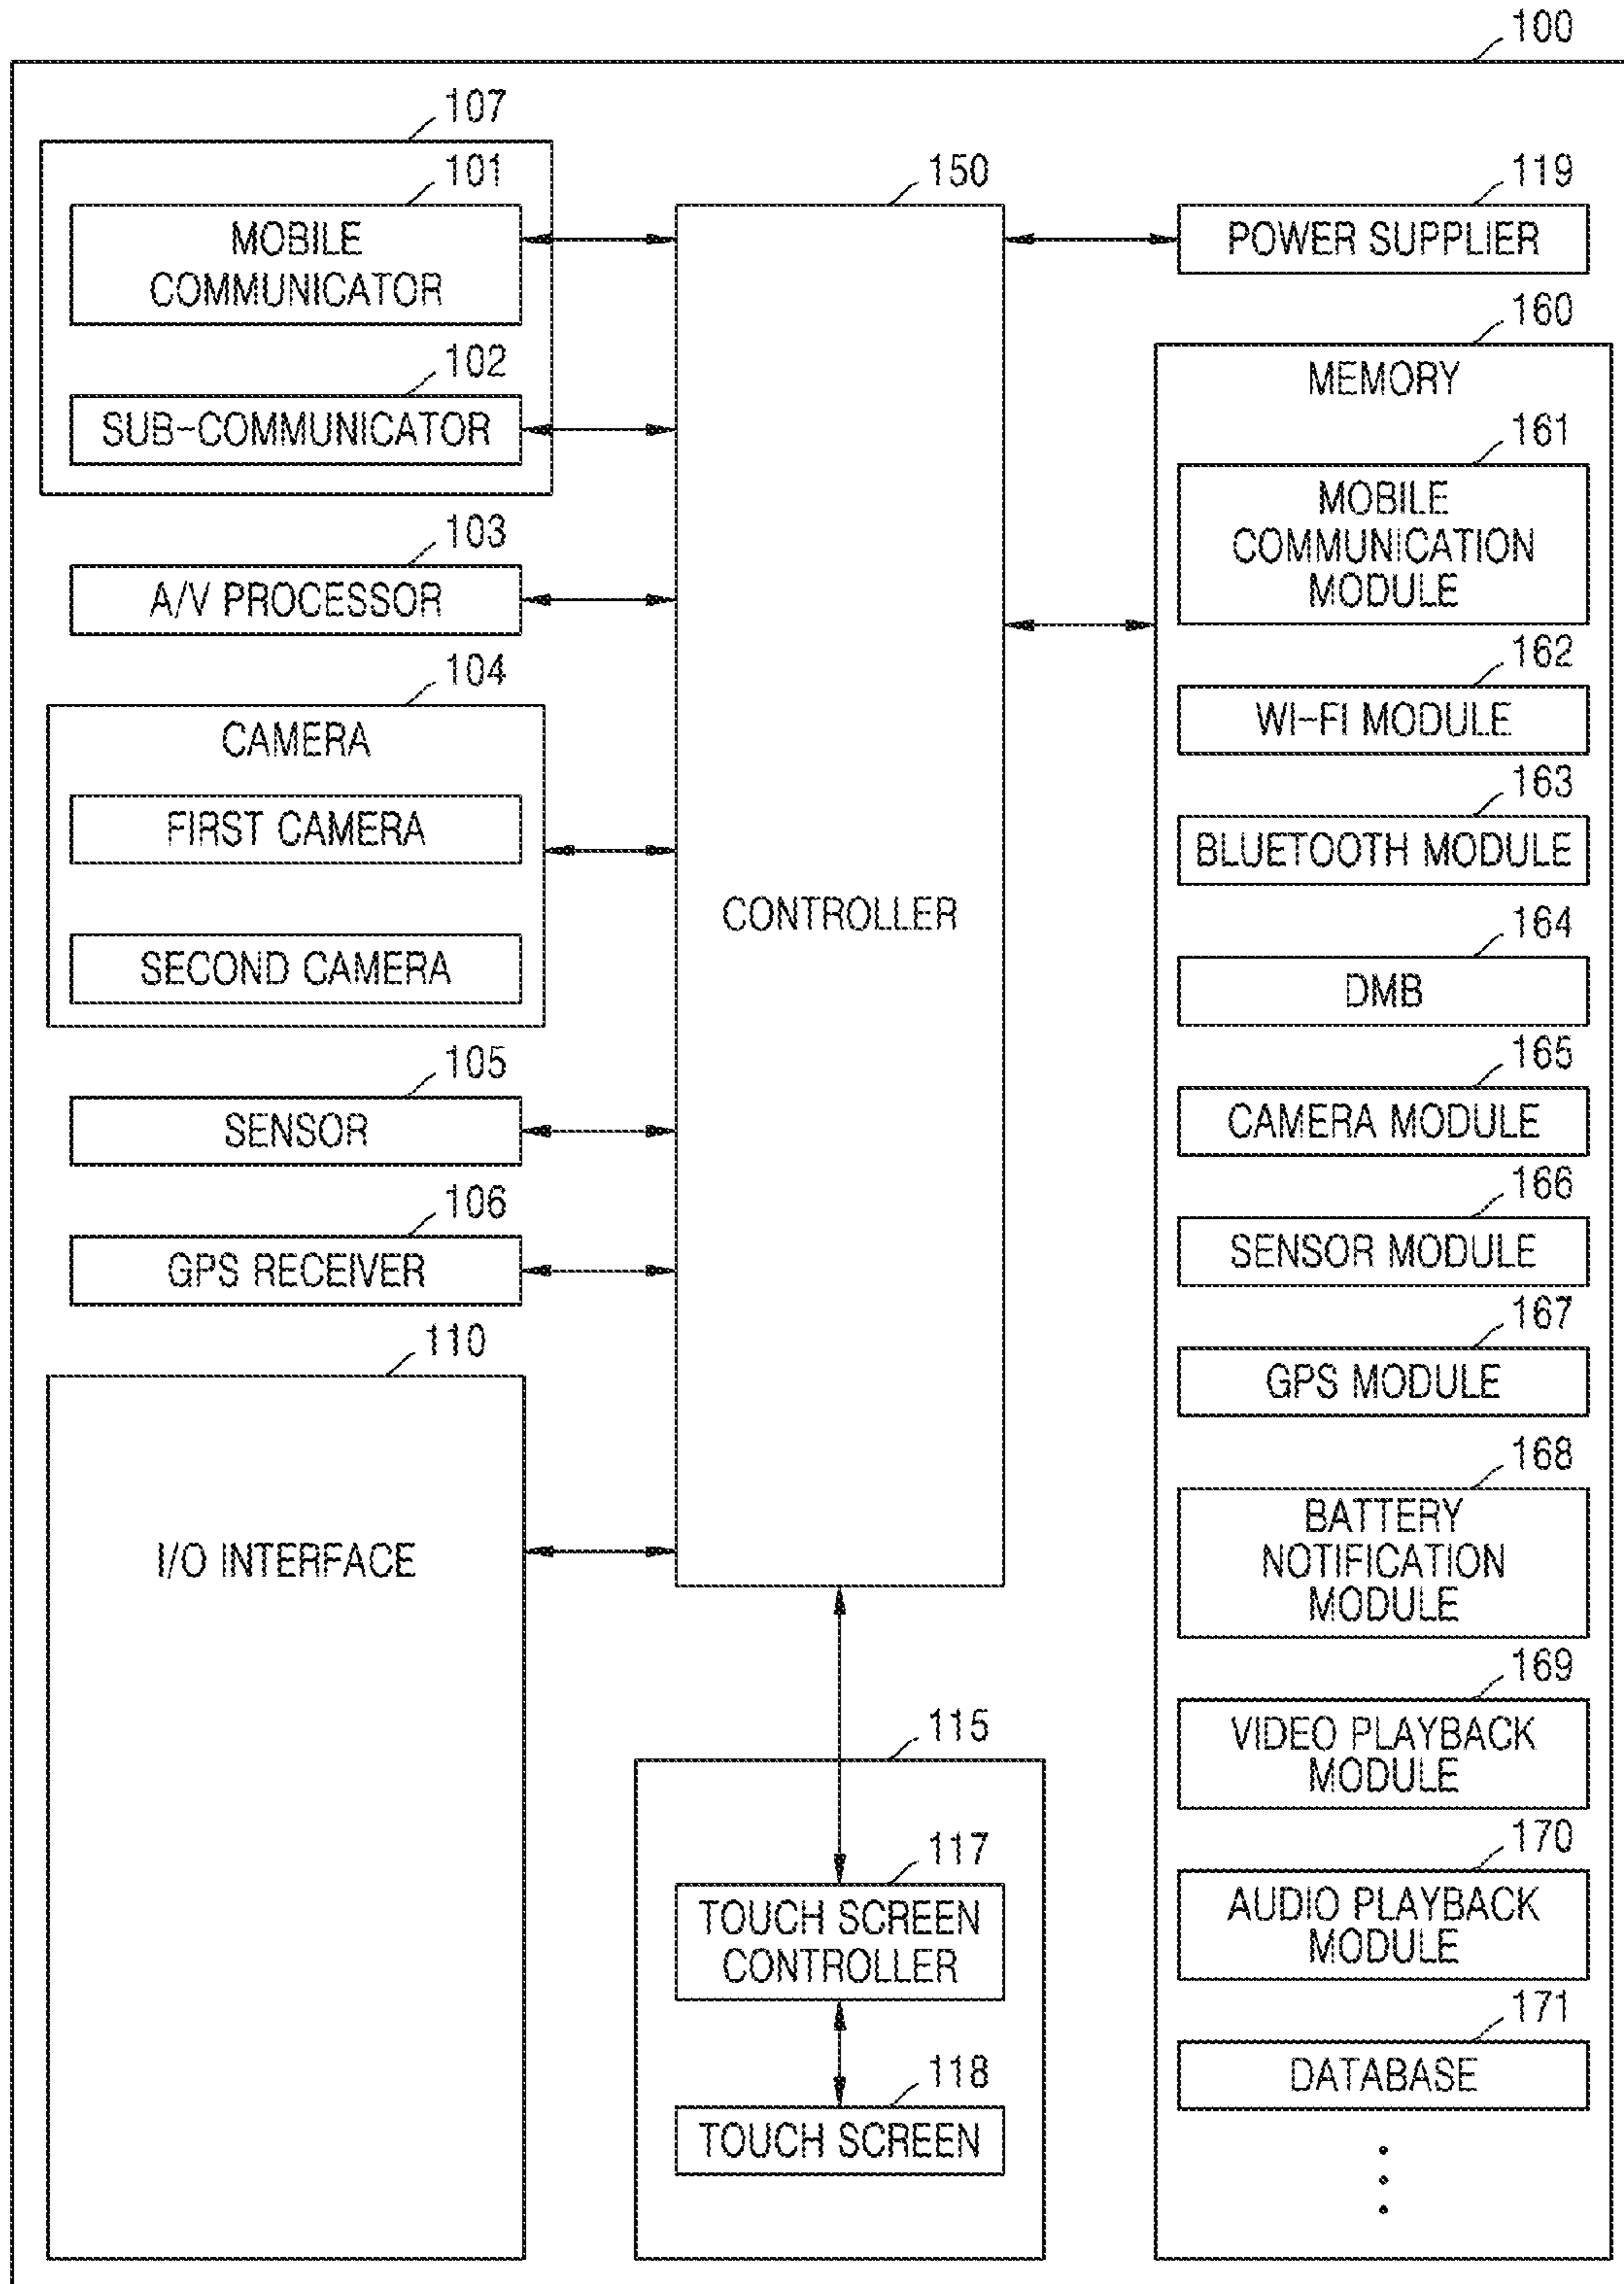 100
107
101
MOBILE
COMMUNICATOR
102
SUB-COMMUNICATOR
103
A/V PROCESSOR
104
CAMERA
FIRST CAMERA
SECOND CAMERA
105
SENSOR
106
GPS RECEIVER
110
I/O INTERFACE
150
CONTROLLER
115
117
TOUCH SCREEN
CONTROLLER
118
TOUCH SCREEN
119
POWER SUPPLIER
160
MEMORY
161
MOBILE
COMMUNICATION
MODULE
162
WI-FI MODULE
163
BLUETOOTH MODULE
164
DMB
165
CAMERA MODULE
166
SENSOR MODULE
167
GPS MODULE
168
BATTERY
NOTIFICATION
MODULE
169
VIDEO PLAYBACK
MODULE
170
AUDIO PLAYBACK
MODULE
171
DATABASE